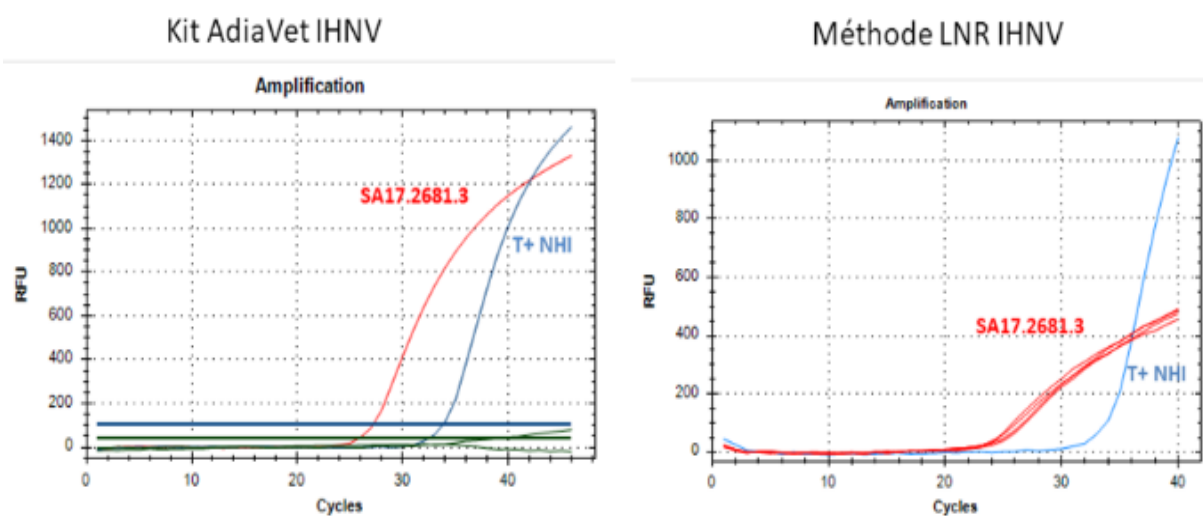 Kit AdiaVet IHNV
Amplification
1400
1200
1000
800
600
400
200
0
RFU
SA17.2681.3
T+ NHI
0
10
20
30
40
Cycles
Méthode LNR IHNV
Amplification
1000
800
600
400
200
0
RFU
SA17.2681.3
T+ NHI
0
10
20
30
40
Cycles